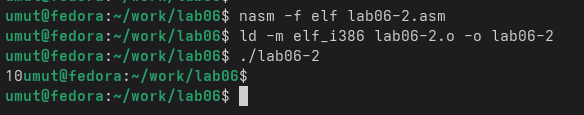 umut@fedora:~/work/lab06$ nasm -f elf lab06-2.asm
umut@fedora:~/work/lab06$ ld -m elf_i386 lab06-2.o -o lab06-2
umut@fedora:~/work/lab06$ ./lab06-2
10umut@fedora:~/work/lab06$
umut@fedora:~/work/lab06$